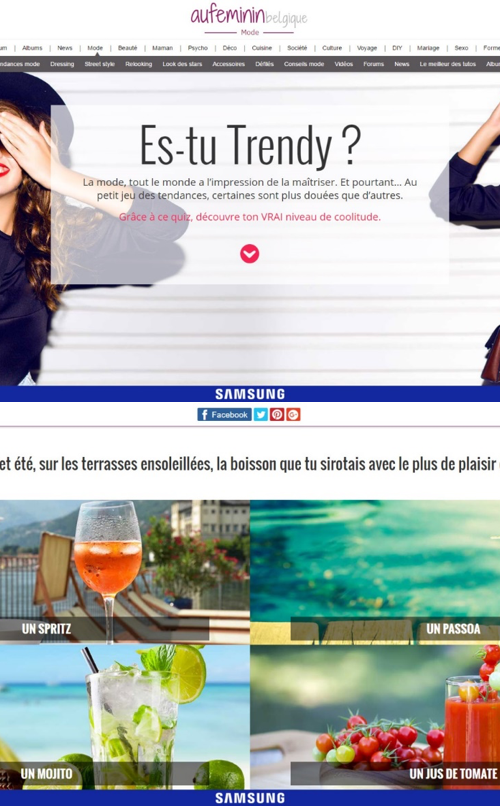 aufemininbelgique
Mode
um | Albums | News | Mode | Beauté | Maman | Psycho | Déco | Cuisine | Société | Culture | Voyage | DIY | Mariage | Sexo | Forme
ndances mode Dressing Street style Relooking Look des stars Accessoires Défilés Conseils mode Vidéos Forums News Le meilleur des tutos Albu
Es-tu Trendy ?
La mode, tout le monde a l'impression de la maîtriser. Et pourtant... Au
petit jeu des tendances, certaines sont plus douées que d'autres.
Grâce à ce quiz, découvre ton VRAI niveau de coolitude.
SAMSUNG
Facebook
et été, sur les terrasses ensoleillées, la boisson que tu sirotais avec le plus de plaisir
UN SPRITZ
UN PASSOA
UN MOJITO
UN JUS DE TOMATE
SAMSUNG